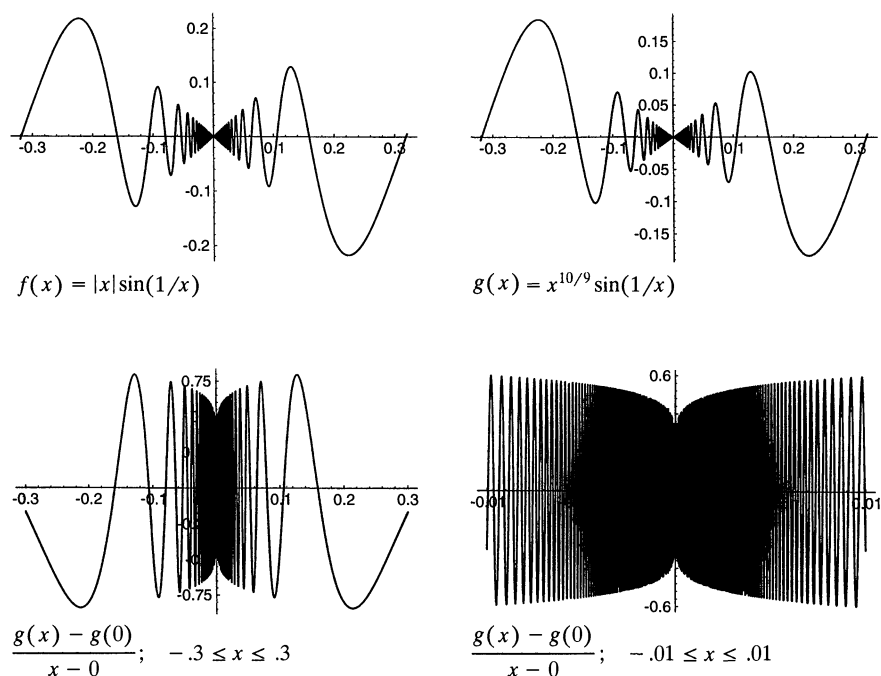 0.2
0.1
-0.3 -0.2 -0.1 0.1 0.2 0.3
-0.1
-0.2
f(x) = |x| sin(1/x)
0.15
0.1
0.05
-0.3 -0.2 -0.1 0.1 0.2 0.3
-0.05
-0.1
-0.15
g(x) = x^{10/9} sin(1/x)
0.75
-0.3 -0.2 -0.1 0.1 0.2 0.3
-0.75
\frac{g(x) - g(0)}{x - 0}; -.3 ≤ x ≤ .3
0.6
-0.01 0.01
-0.6
\frac{g(x) - g(0)}{x - 0}; -.01 ≤ x ≤ .01